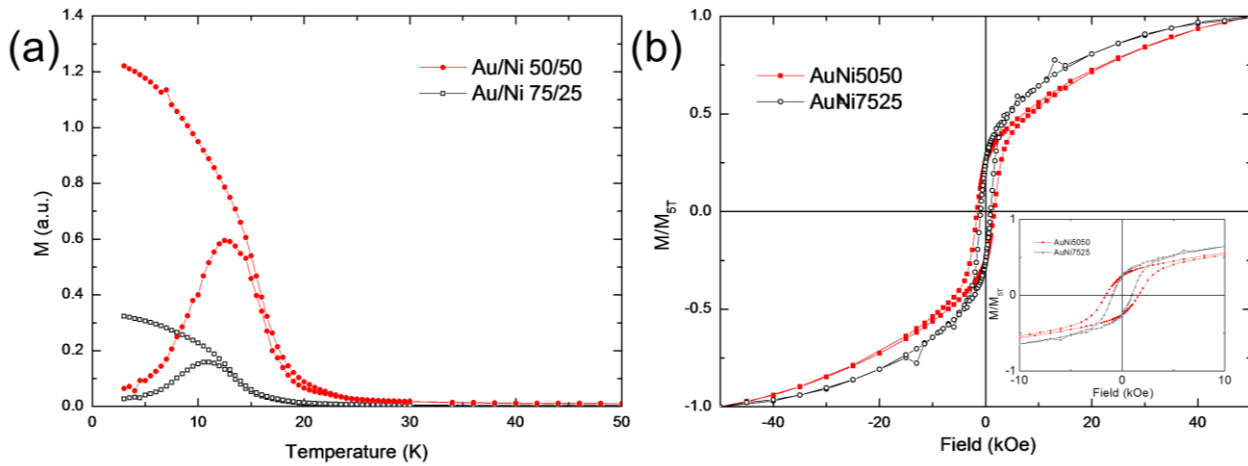 (a)
1.4
1.2
1.0
0.8
0.6
0.4
0.2
0.0
M (a.u.)
Au/Ni 50/50
Au/Ni 75/25
0 10 20 30 40 50
Temperature (K)
(b)
1.0
0.5
0.0
-0.5
-1.0
M/M5T
AuNi5050
AuNi7525
-40 -20 0 20 40
Field (kOe)
1
0
-1
M/M5T
AuNi5050
AuNi7525
-10 0 10
Field (kOe)